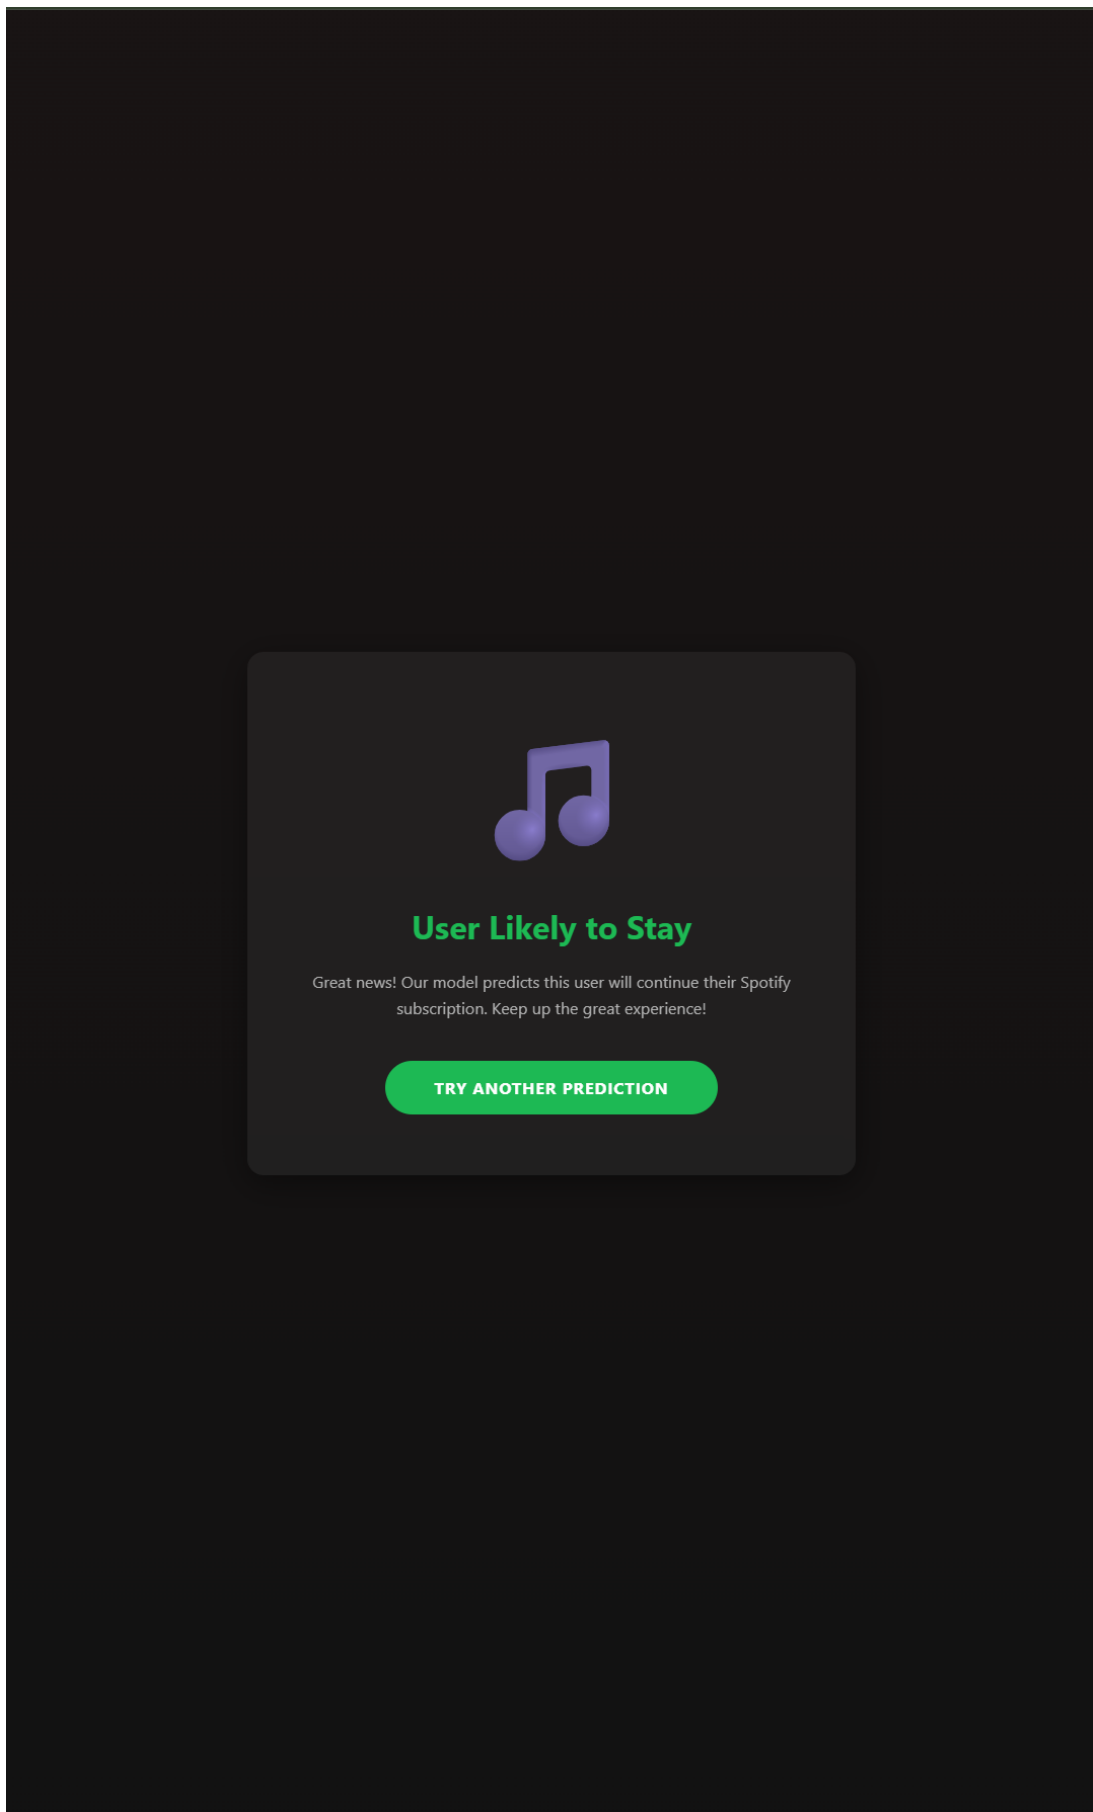 User Likely to Stay
Great news! Our model predicts this user will continue their Spotify
subscription. Keep up the great experience!
TRY ANOTHER PREDICTION